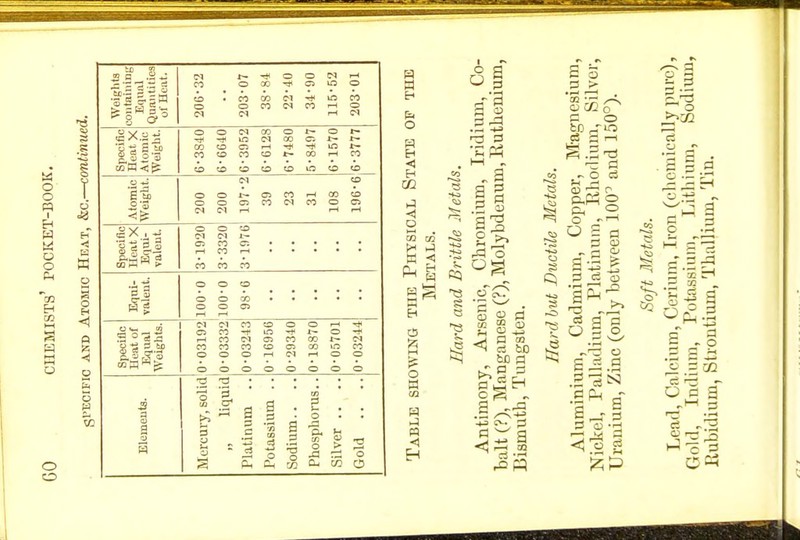 60 CHEMISTS' POCKET-BOOK.
SPECIFIC AND ATOMIC HEAT, &c.—continued.
Elements. Specific Heat of Equal Weights. Equi-valent. Specific Heat X Equi-valent. Atomic Weight. Specific Heat X Atomic Weight. Weights containing Equal Quantities of Heat.
Mercury, solid 0·03192 100·0 3·1920 200 6·3840 206·32
„ liquid 0·03332 100·0 3·3320 200 6·6640 ..
Platinum .. 0·03243 98·6 3·1976 197·2 6·3952 203·07
Potassium .. 0·16956 .. .. 39 6·6128 38·84
Sodium.. .. 0·29340 .. .. 23 6·7480 22·40
Phosphorus.. 0·18870 .. .. 31 5·8497 34·90
Silver .. .. 0·05701 .. .. 108 6·1570 115·52
Gold .. .. 0·03244 .. .. 196·6 6·3777 203·01
TABLE SHOWING THE PHYSICAL STATE OF THE
METALS.
Hard and Brittle Metals.
Antimony, Arsenic, Chromium, Iridium, Co-
balt (?), Manganese (?), Molybdenum, Ruthenium,
Bismuth, Tungsten.
Hard but Ductile Metals.
Aluminium, Cadmium, Copper, Magnesium,
Nickel, Palladium, Platinum, Rhodium, Silver,
Uranium, Zinc (only between 100° and 150°).
Soft Metals.
Lead, Calcium, Cerium, Iron (chemically pure),
Gold, Indium, Potassium, Lithium, Sodium,
Rubidium, Strontium, Thallium, Tin.